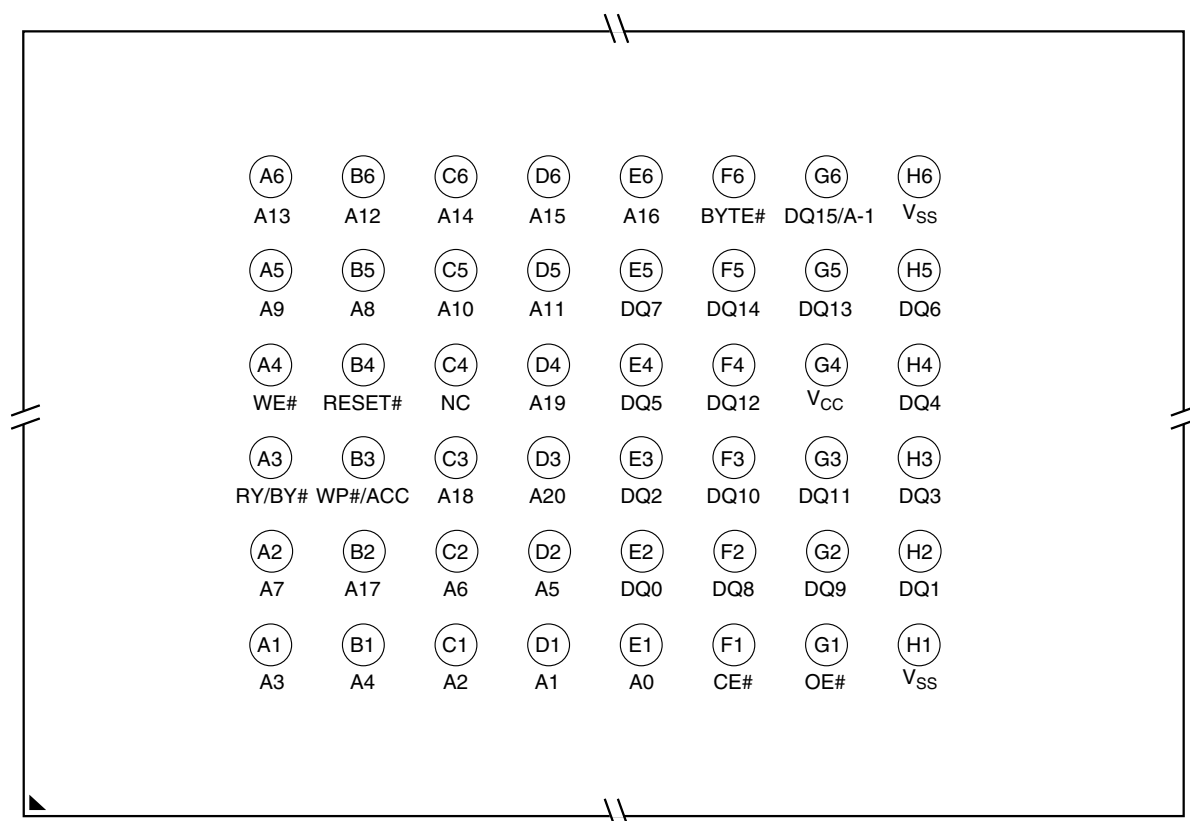 A6 B6 C6 D6 E6 F6 G6 H6
A13 A12 A14 A15 A16 BYTE# DQ15/A-1 VSS
A5 B5 C5 D5 E5 F5 G5 H5
A9 A8 A10 A11 DQ7 DQ14 DQ13 DQ6
A4 B4 C4 D4 E4 F4 G4 H4
WE# RESET# NC A19 DQ5 DQ12 VCC DQ4
A3 B3 C3 D3 E3 F3 G3 H3
RY/BY# WP#/ACC A18 A20 DQ2 DQ10 DQ11 DQ3
A2 B2 C2 D2 E2 F2 G2 H2
A7 A17 A6 A5 DQ0 DQ8 DQ9 DQ1
A1 B1 C1 D1 E1 F1 G1 H1
A3 A4 A2 A1 A0 CE# OE# VSS